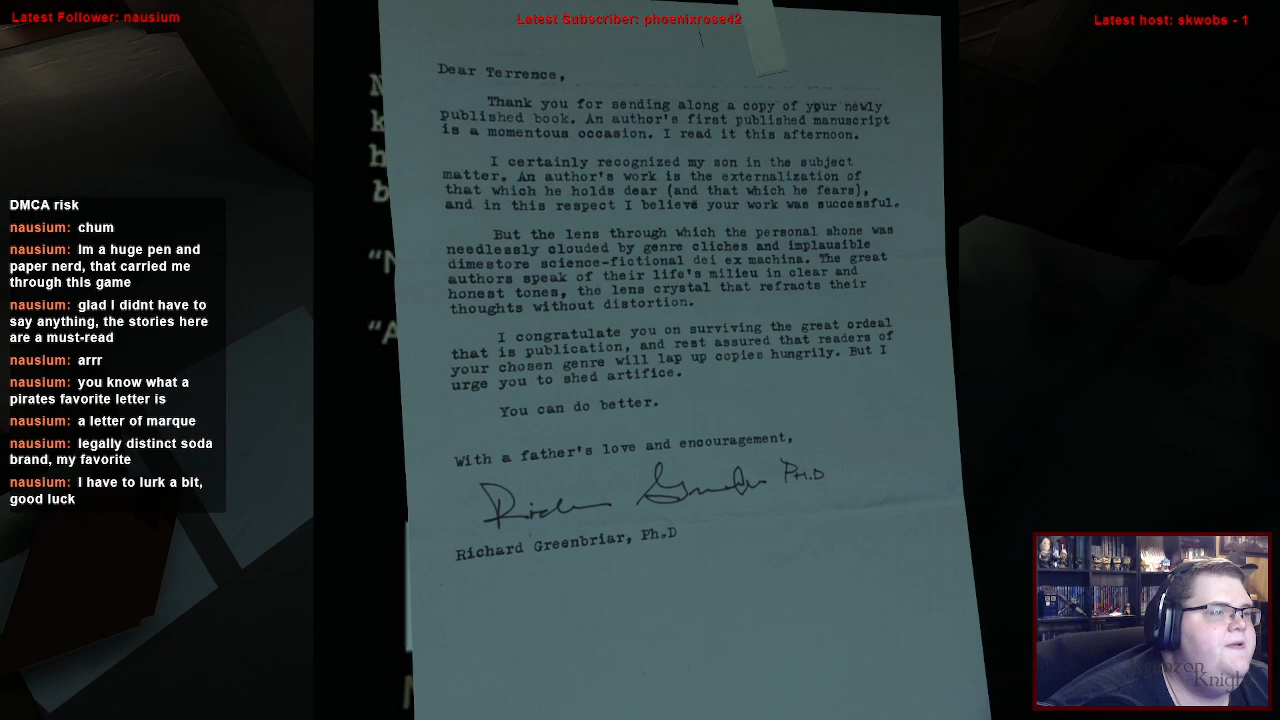 Latest Follower: nausium
Latest Subscriber: phoenixrose42
Latest host: skwobs - 1
DMCA risk
nausium: chum
nausium: Im a huge pen and
paper nerd, that carried me
through this game
nausium: glad I didnt have to
say anything, the stories here
are a must-read
nausium: arrr
nausium: you know what a
pirates favorite letter is
nausium: a letter of marque
nausium: legally distinct soda
brand, my favorite
nausium: I have to lurk a bit,
good luck
Dear Terrence,
Thank you for sending along a copy of your newly
published book. An author's first published manuscript
is a momentous occasion. I read it this afternoon.
I certainly recognized my son in the subject
matter. An author's work is the externalization of
that which he holds dear (and that which he fears),
and in this respect I believe your work was successful.
But the lens through which the personal shone was
needlessly clouded by genre cliches and implausible
dimestore science-fictional dei ex machina. The great
authors speak of their life's milieu in clear and
honest tones, the lens crystal that refracts their
thoughts without distortion.
I congratulate you on surviving the great ordeal
that is publication, and rest assured that readers of
your chosen genre will lap up copies hungrily. But I
urge you to shed artifice.
You can do better.
With a father's love and encouragement,
Ph.D
Richard Greenbriar, Ph.D
Knight